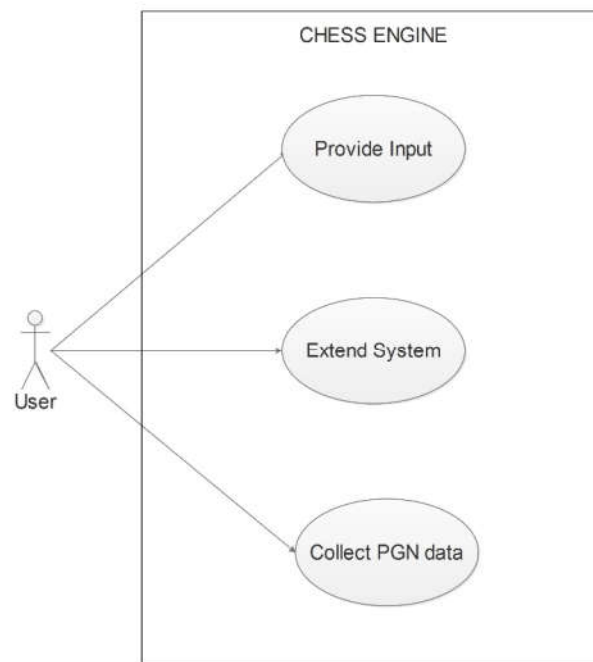 CHESS ENGINE
Provide Input
Extend System
User
Collect PGN data